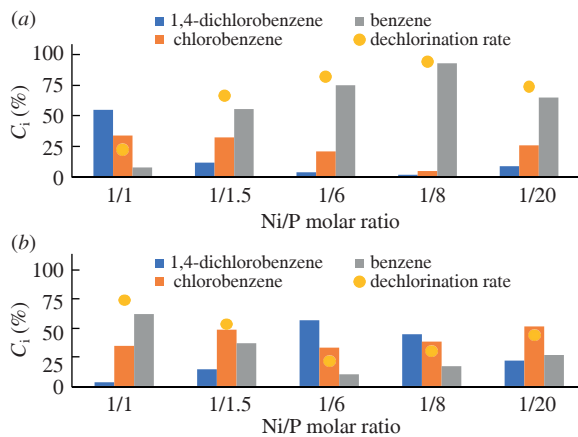 (a)
1,4-dichlorobenzene benzene
chlorobenzene dechlorination rate
100
75
50
25
0
Ci (%)
1/1 1/1.5 1/6 1/8 1/20
Ni/P molar ratio
(b)
1,4-dichlorobenzene benzene
chlorobenzene dechlorination rate
100
75
50
25
0
Ci (%)
1/1 1/1.5 1/6 1/8 1/20
Ni/P molar ratio